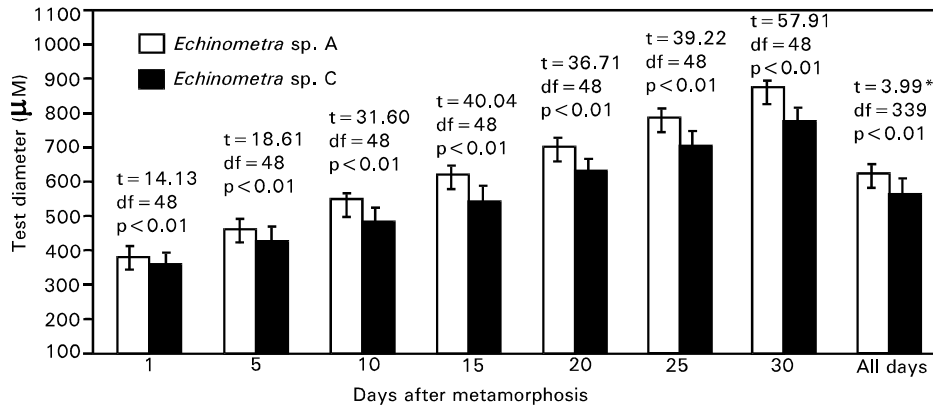 1100
1000
900
800
700
600
500
400
300
200
100
Test diameter (μM)
Echinometra sp. A
Echinometra sp. C
t=14.13
df=48
p<0.01
t=18.61
df=48
p<0.01
t=31.60
df=48
p<0.01
t=40.04
df=48
p<0.01
t=36.71
df=48
p<0.01
t=39.22
df=48
p<0.01
t=57.91
df=48
p<0.01
t=3.99*
df=339
p<0.01
1 5 10 15 20 25 30 All days
Days after metamorphosis